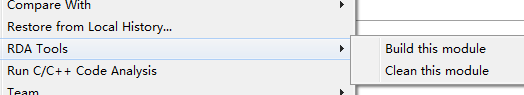 Compare With
Restore from Local History...
RDA Tools
Build this module
Run C/C++ Code Analysis
Clean this module
Team